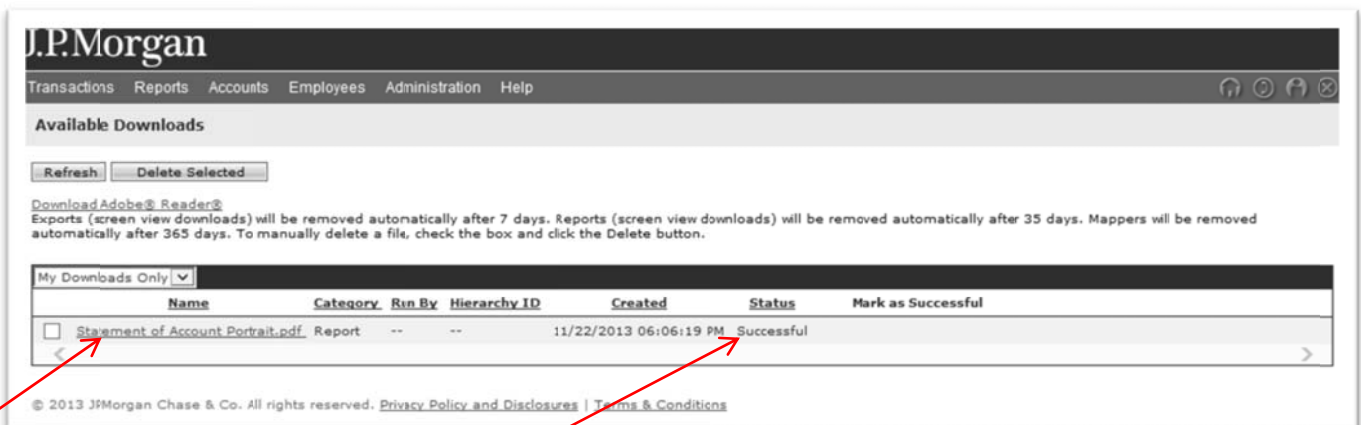 J.P.Morgan
Transactions Reports Accounts Employees Administration Help
Available Downloads
Refresh Delete Selected
Download Adobe® Reader®
Exports (screen view downloads) will be removed automatically after 7 days. Reports (screen view downloads) will be removed automatically after 35 days. Mappers will be removed
automatically after 365 days. To manually delete a file, check the box and click the Delete button.
My Downloads Only
Name Category Run By Hierarchy ID Created Status Mark as Successful
Statement of Account Portrait.pdf Report -- -- 11/22/2013 06:06:19 PM Successful
© 2013 JPMorgan Chase & Co. All rights reserved. Privacy Policy and Disclosures | Terms & Conditions